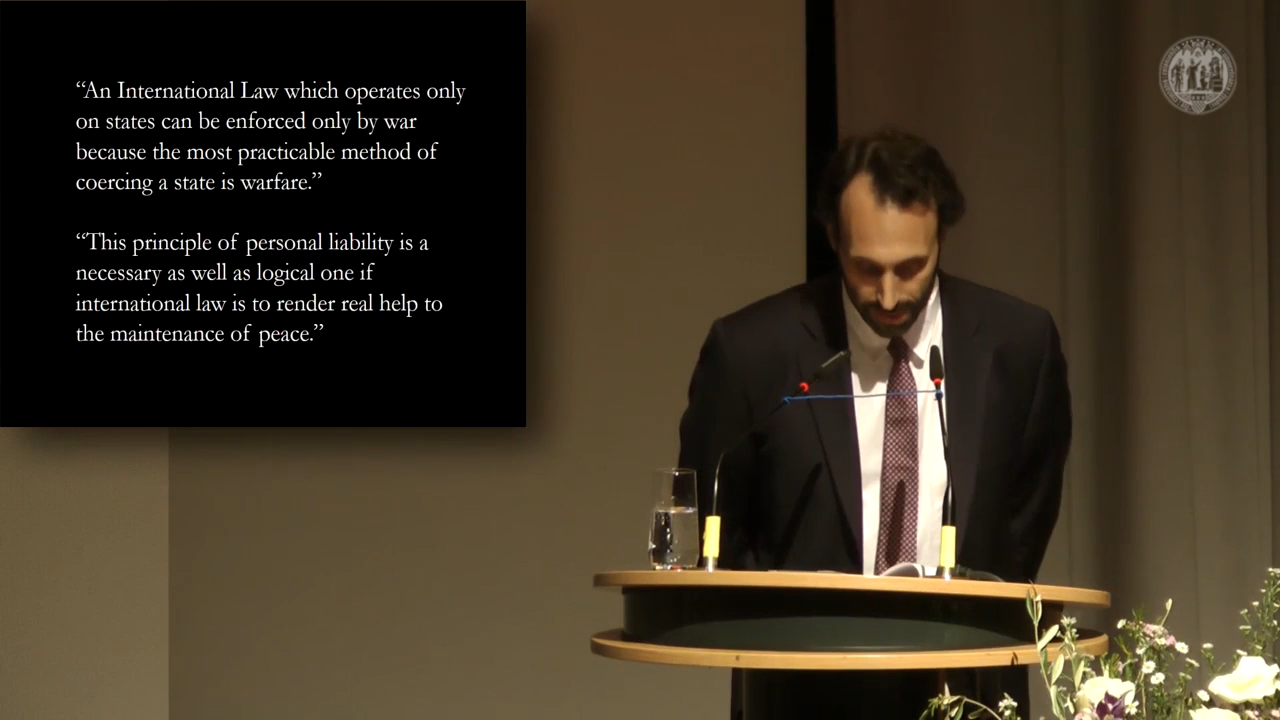 “An International Law which operates only
on states can be enforced only by war
because the most practicable method of
coercing a state is warfare.”
“This principle of personal liability is a
necessary as well as logical one if
international law is to render real help to
the maintenance of peace.”